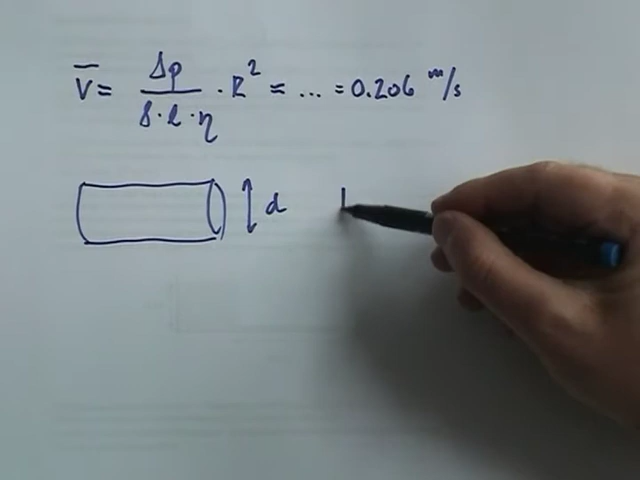 V̅ = Δp / 8·l·η · R² ≈ ... = 0.206 m/s
d